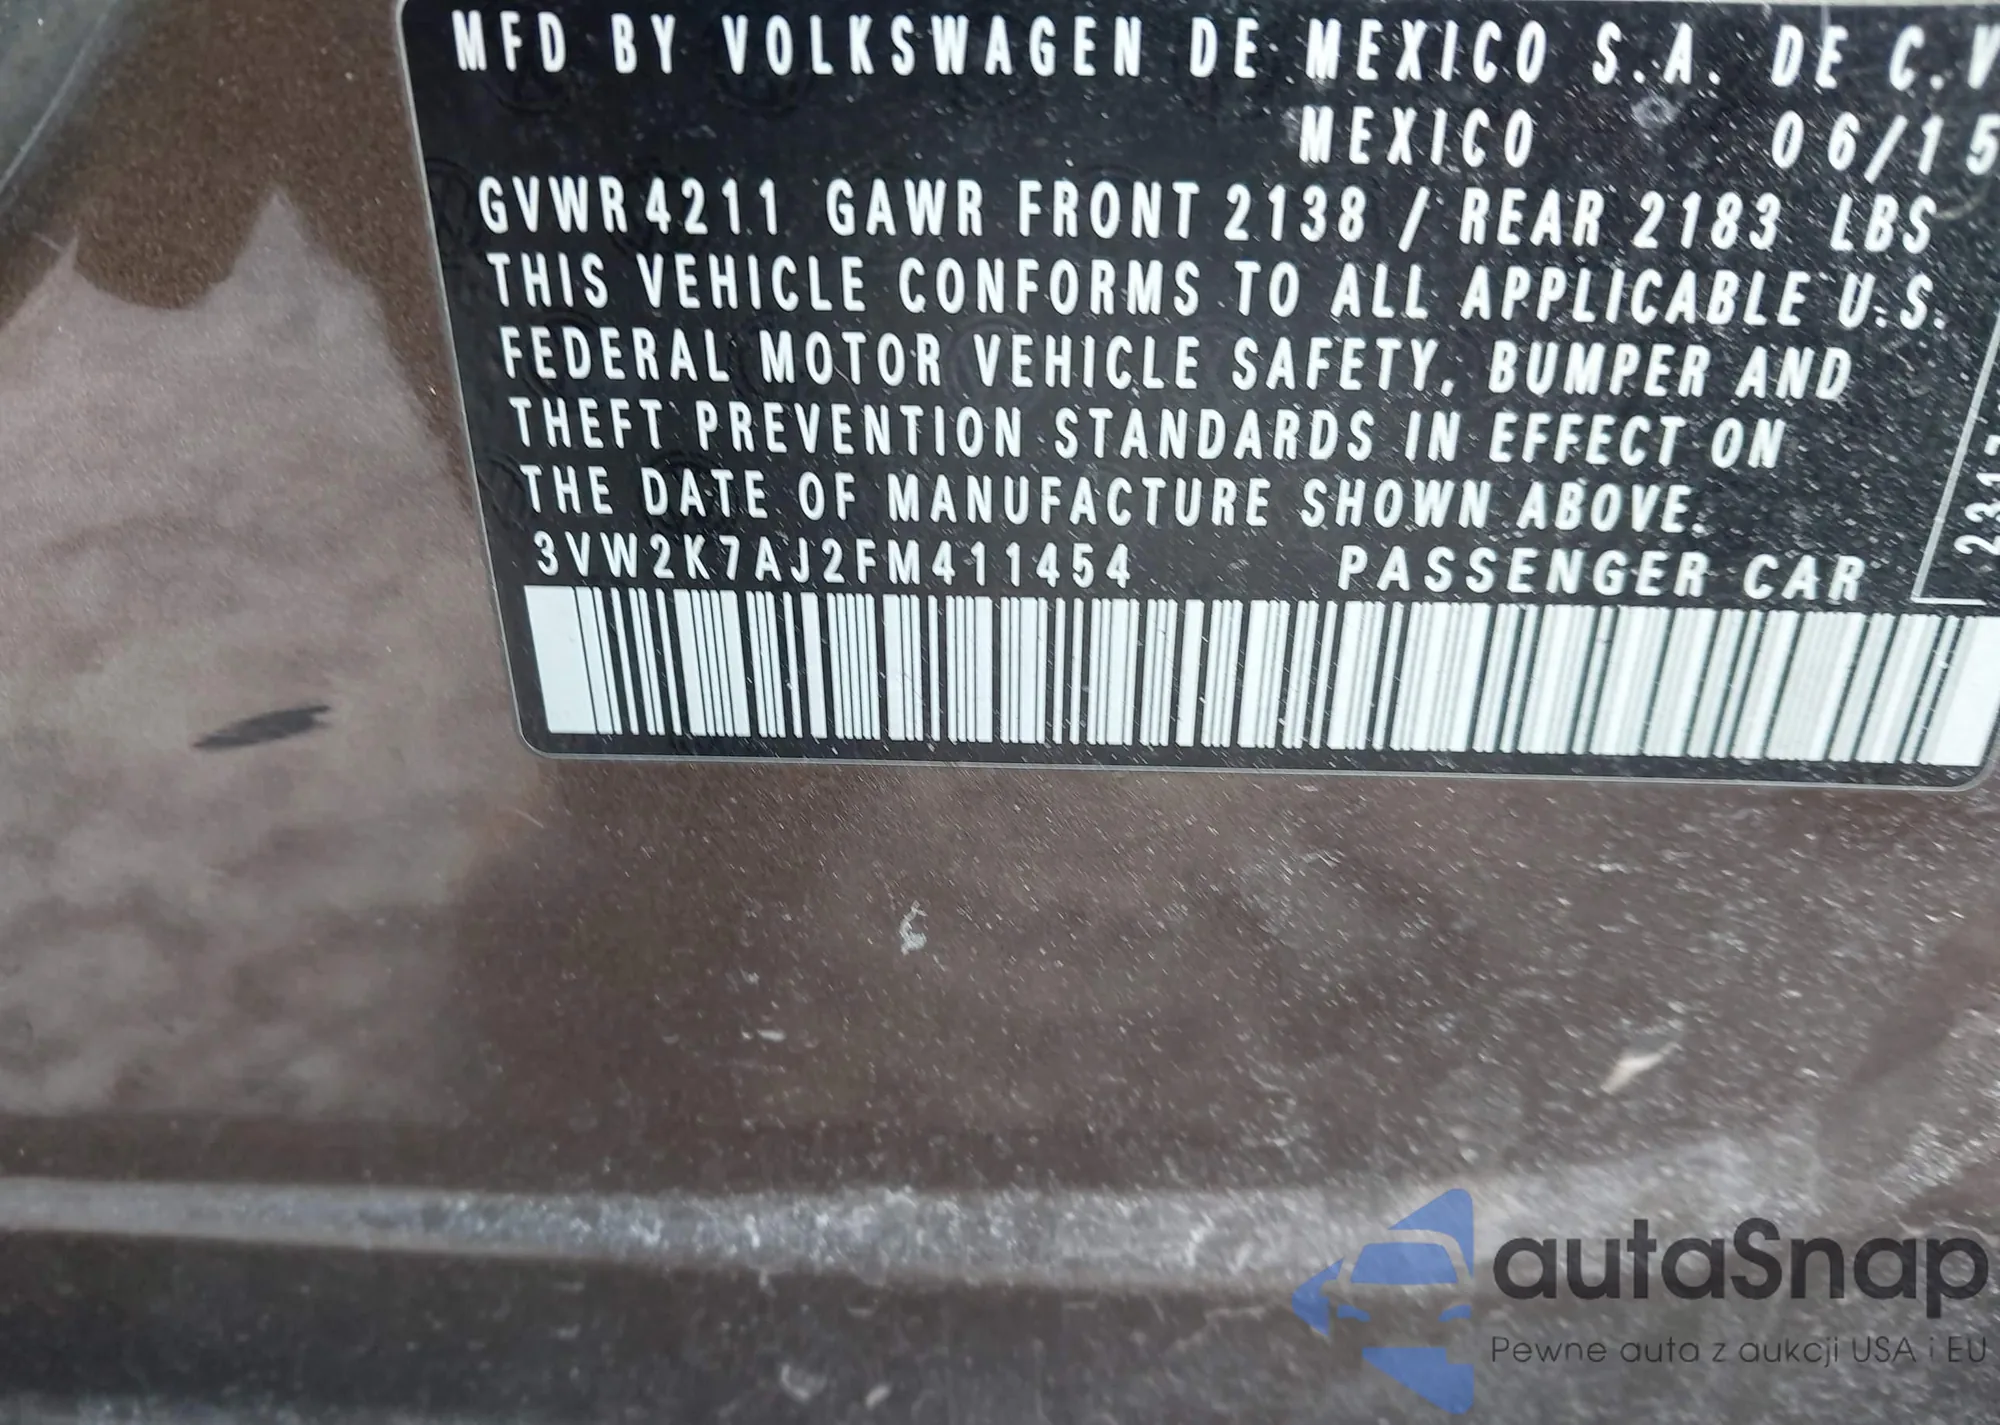 MFD BY VOLKSWAGEN DE MEXICO S.A. DE C.V
MEXICO 06/15
GVWR 4211 GAWR FRONT 2138 / REAR 2183 LBS
THIS VEHICLE CONFORMS TO ALL APPLICABLE U.S.
FEDERAL MOTOR VEHICLE SAFETY, BUMPER AND
THEFT PREVENTION STANDARDS IN EFFECT ON
THE DATE OF MANUFACTURE SHOWN ABOVE.
3VW2K7AJ2FM411454 PASSENGER CAR
autoSnap
Pewne auta z aukcji USA i EU